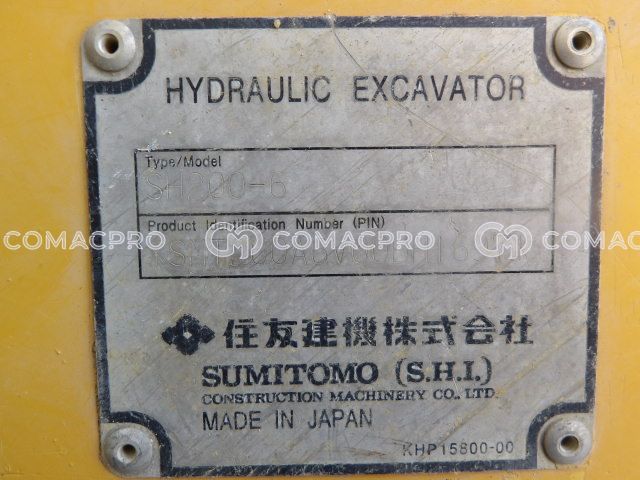 HYDRAULIC EXCAVATOR
Type/Model
SH200-6
Product Identification Number (PIN)
COMACPRO COMACPRO COMACPRO
住友建機株式会社
SUMITOMO (S.H.I.)
CONSTRUCTION MACHINERY CO., LTD.
MADE IN JAPAN
KHP15800-00